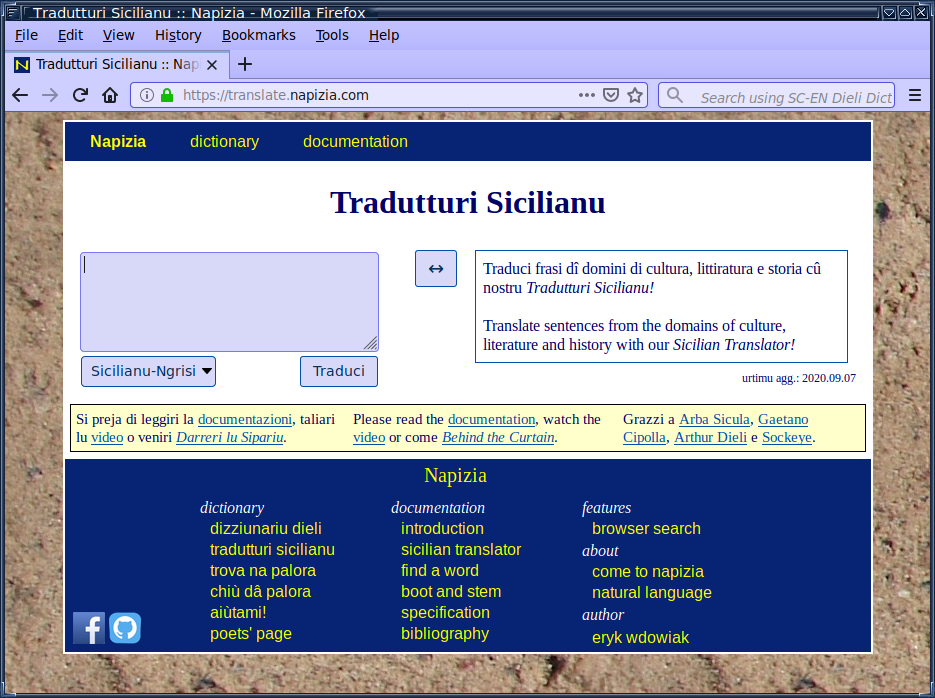 Tradutturi Sicilianu :: Napizia - Mozilla Firefox
File Edit View History Bookmarks Tools Help
N Tradutturi Sicilianu :: Nap
https://translate.napizia.com
Search using SC-EN Dieli Dict
Napizia dictionary documentation
Tradutturi Sicilianu
↔
Traduci frasi dî domini di cultura, littiratura e storia cû
nostru Tradutturi Sicilianu!
Translate sentences from the domains of culture,
literature and history with our Sicilian Translator!
Sicilianu-Ngrisi
Traduci
urtimu agg.: 2020.09.07
Si preja di leggiri la documentazioni, taliari
lu video o veniri Darreri lu Sipariu.
Please read the documentation, watch the
video or come Behind the Curtain.
Grazzi a Arba Sicula, Gaetano
Cipolla, Arthur Dieli e Sockeye.
Napizia
dictionary
dizziunariu dieli
tradutturi sicilianu
trova na palora
chiù dâ palora
aiùtami!
poets' page
documentation
introduction
sicilian translator
find a word
boot and stem
specification
bibliography
features
browser search
about
come to napizia
natural language
author
eryk wdowiak
f